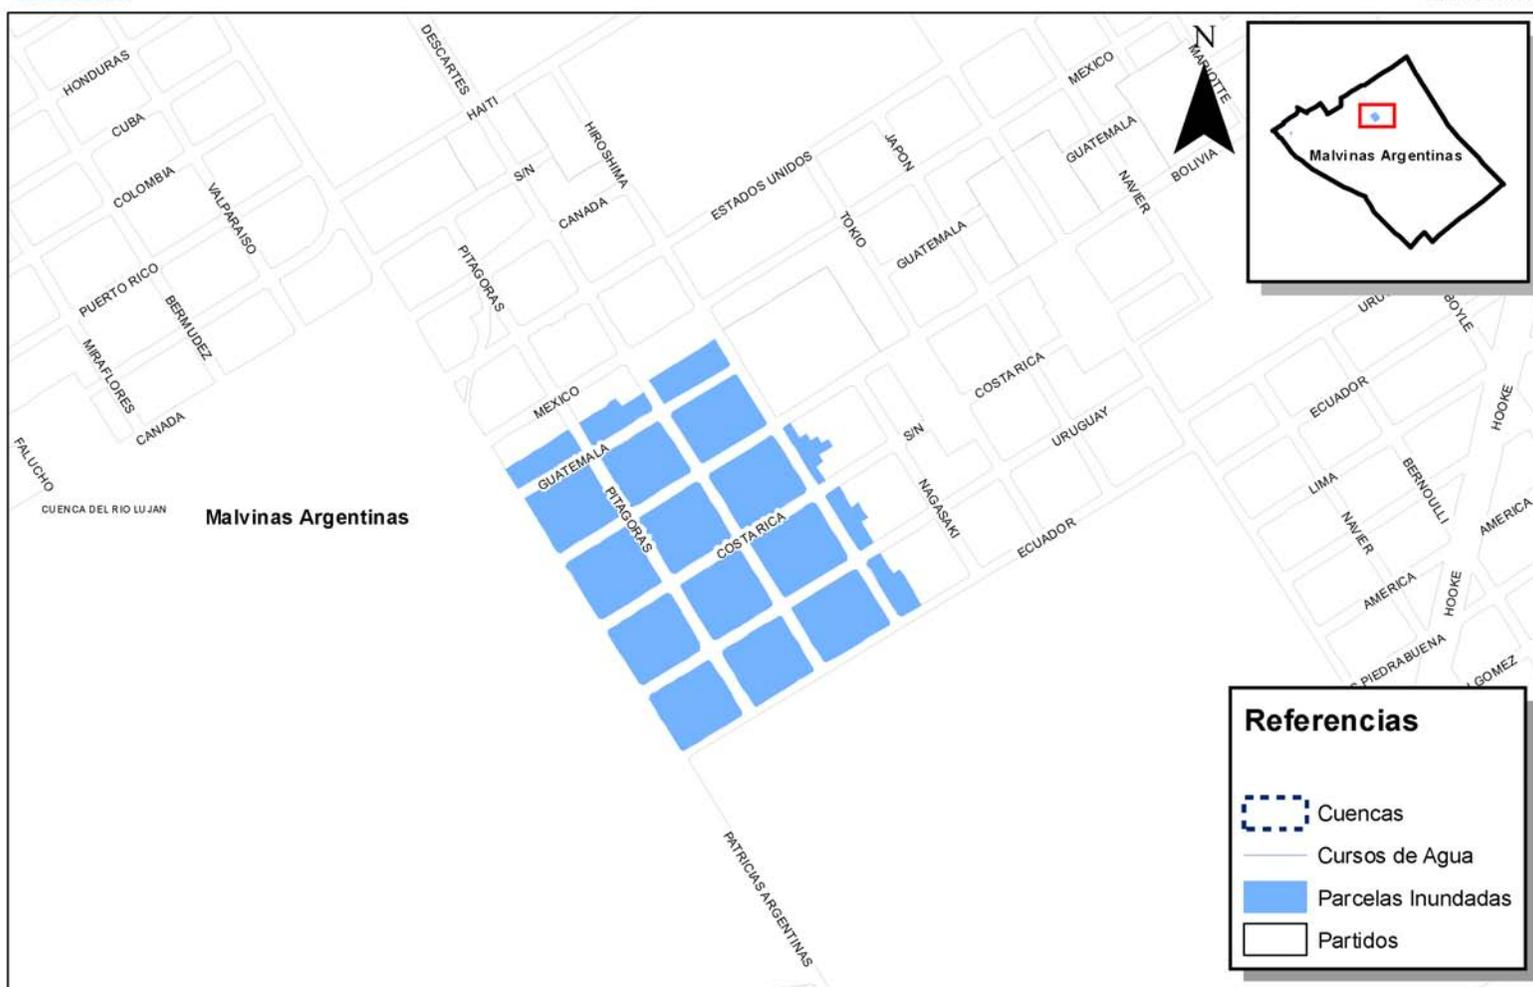 DESCARTES
MEXICO
N
MARIOTTE
HONDURAS
HAITI
CUBA
HIROSHIMA
JAPON
GUATEMALA
BOLIVIA
Malvinas Argentinas
S/N
ESTADOS UNIDOS
NAVIER
COLOMBIA
VALPARAISO
CANADA
TOKIO
GUATEMALA
PITAGORAS
PUERTO RICO
BERMUDEZ
BOYLE
MIRAFLORES
COSTA RICA
ECUADOR
HOOKE
MEXICO
CANADA
URUGUAY
S/N
FALUCHO
GUATEMALA
LIMA
BERNOULLI
CUENCA DEL RIO LUJAN
Malvinas Argentinas
PITAGORAS
COSTA RICA
NAGASAKI
ECUADOR
NAVIER
AMERICA
AMERICA
HOOKE
PIEDRABUENA
GOMEZ
PATRICIAS ARGENTINAS
Referencias
Cuencas
Cursos de Agua
Parcelas Inundadas
Partidos